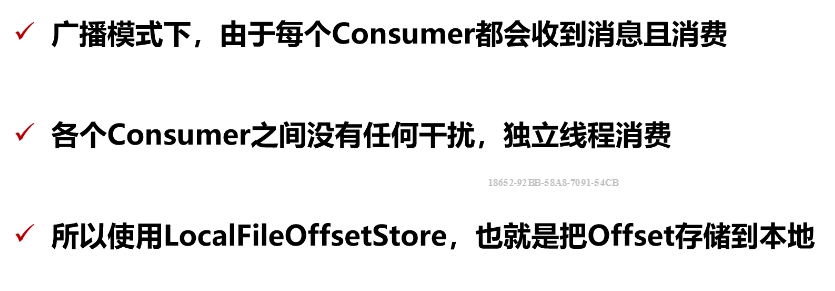 广播模式下，由于每个Consumer都会收到消息且消费
各个Consumer之间没有任何干扰，独立线程消费
18652-92BB-58A8-7091-54CB
所以使用LocalFileOffsetStore，也就是把Offset存储到本地